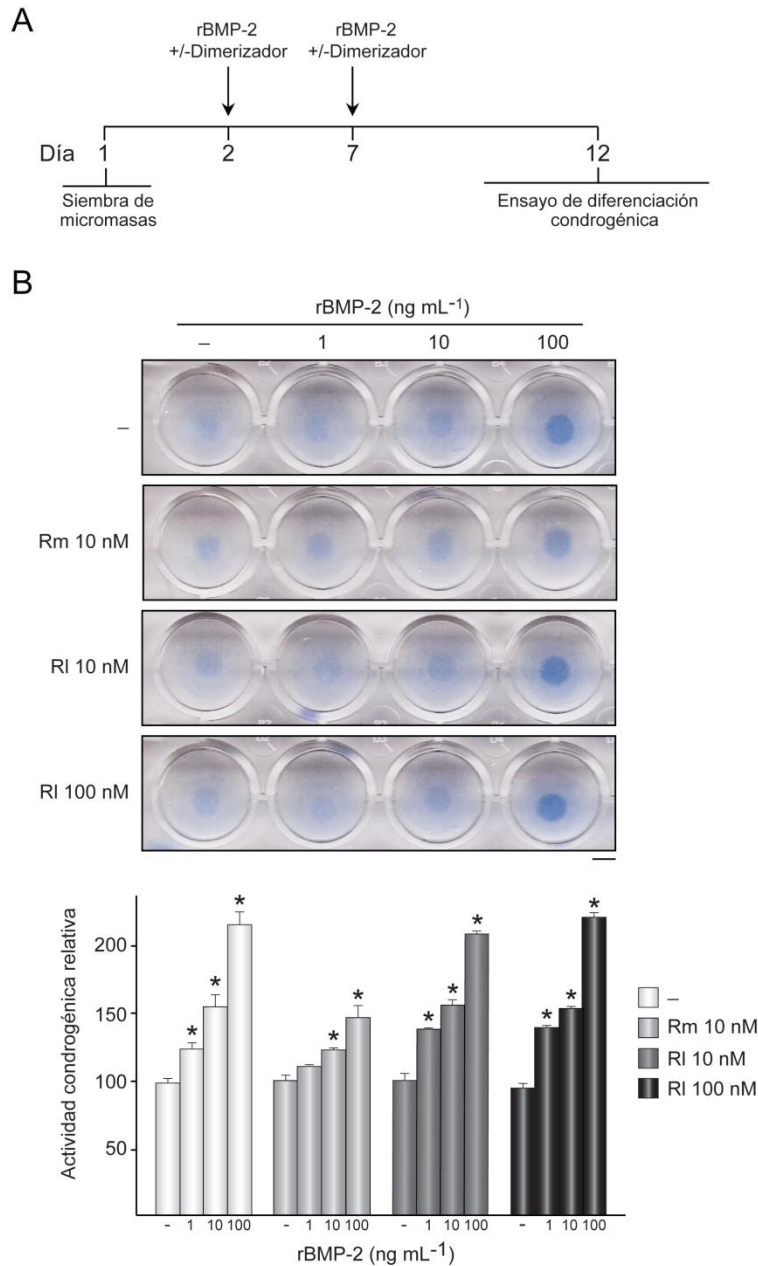 A
rBMP-2
+/-Dimerizador
rBMP-2
+/-Dimerizador
Día 1 2 7 12
Siembra de
micromasas
Ensayo de diferenciación
condrogénica
B
rBMP-2 (ng mL-1)
– 1 10 100
–
Rm 10 nM
Rl 10 nM
Rl 100 nM
Actividad condrogénica relativa
200
150
100
50
* * *
* *
* * *
* * *
–
Rm 10 nM
Rl 10 nM
Rl 100 nM
- 1 10 100 - 1 10 100 - 1 10 100 - 1 10 100
rBMP-2 (ng mL-1)